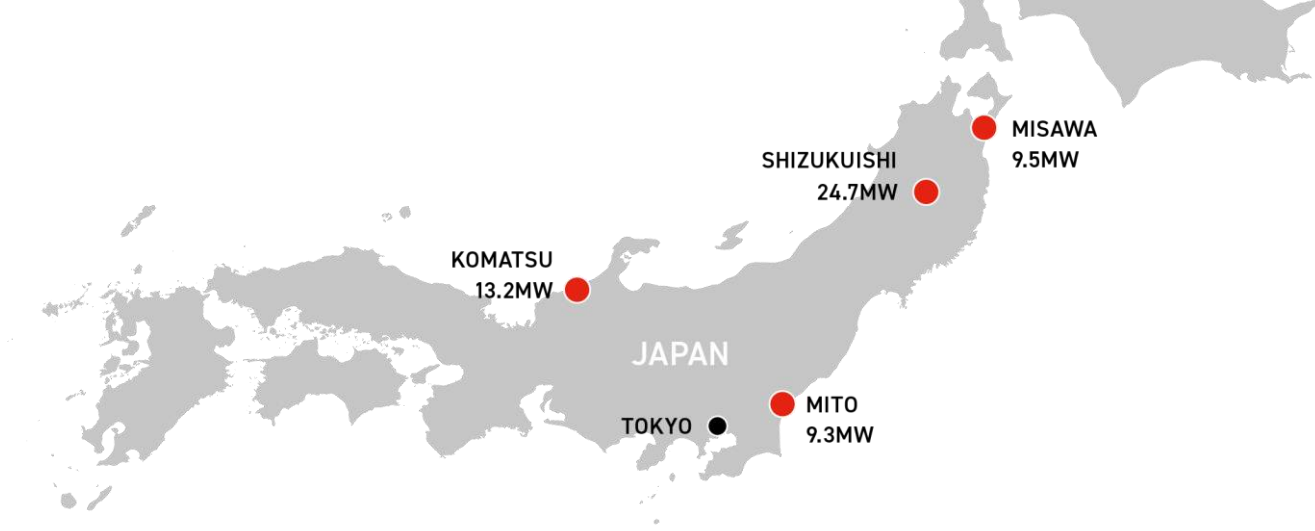 MISAWA
9.5MW
SHIZUKUISHI
24.7MW
KOMATSU
13.2MW
JAPAN
MITO
9.3MW
TOKYO